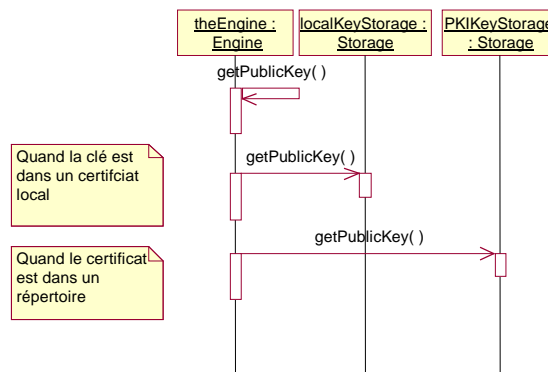 theEngine :
Engine
localKeyStorage :
Storage
PKIKeyStorage
: Storage
getPublicKey( )
Quand la clé est
dans un certifciat
local
getPublicKey( )
getPublicKey( )
Quand le certificat
est dans un
répertoire